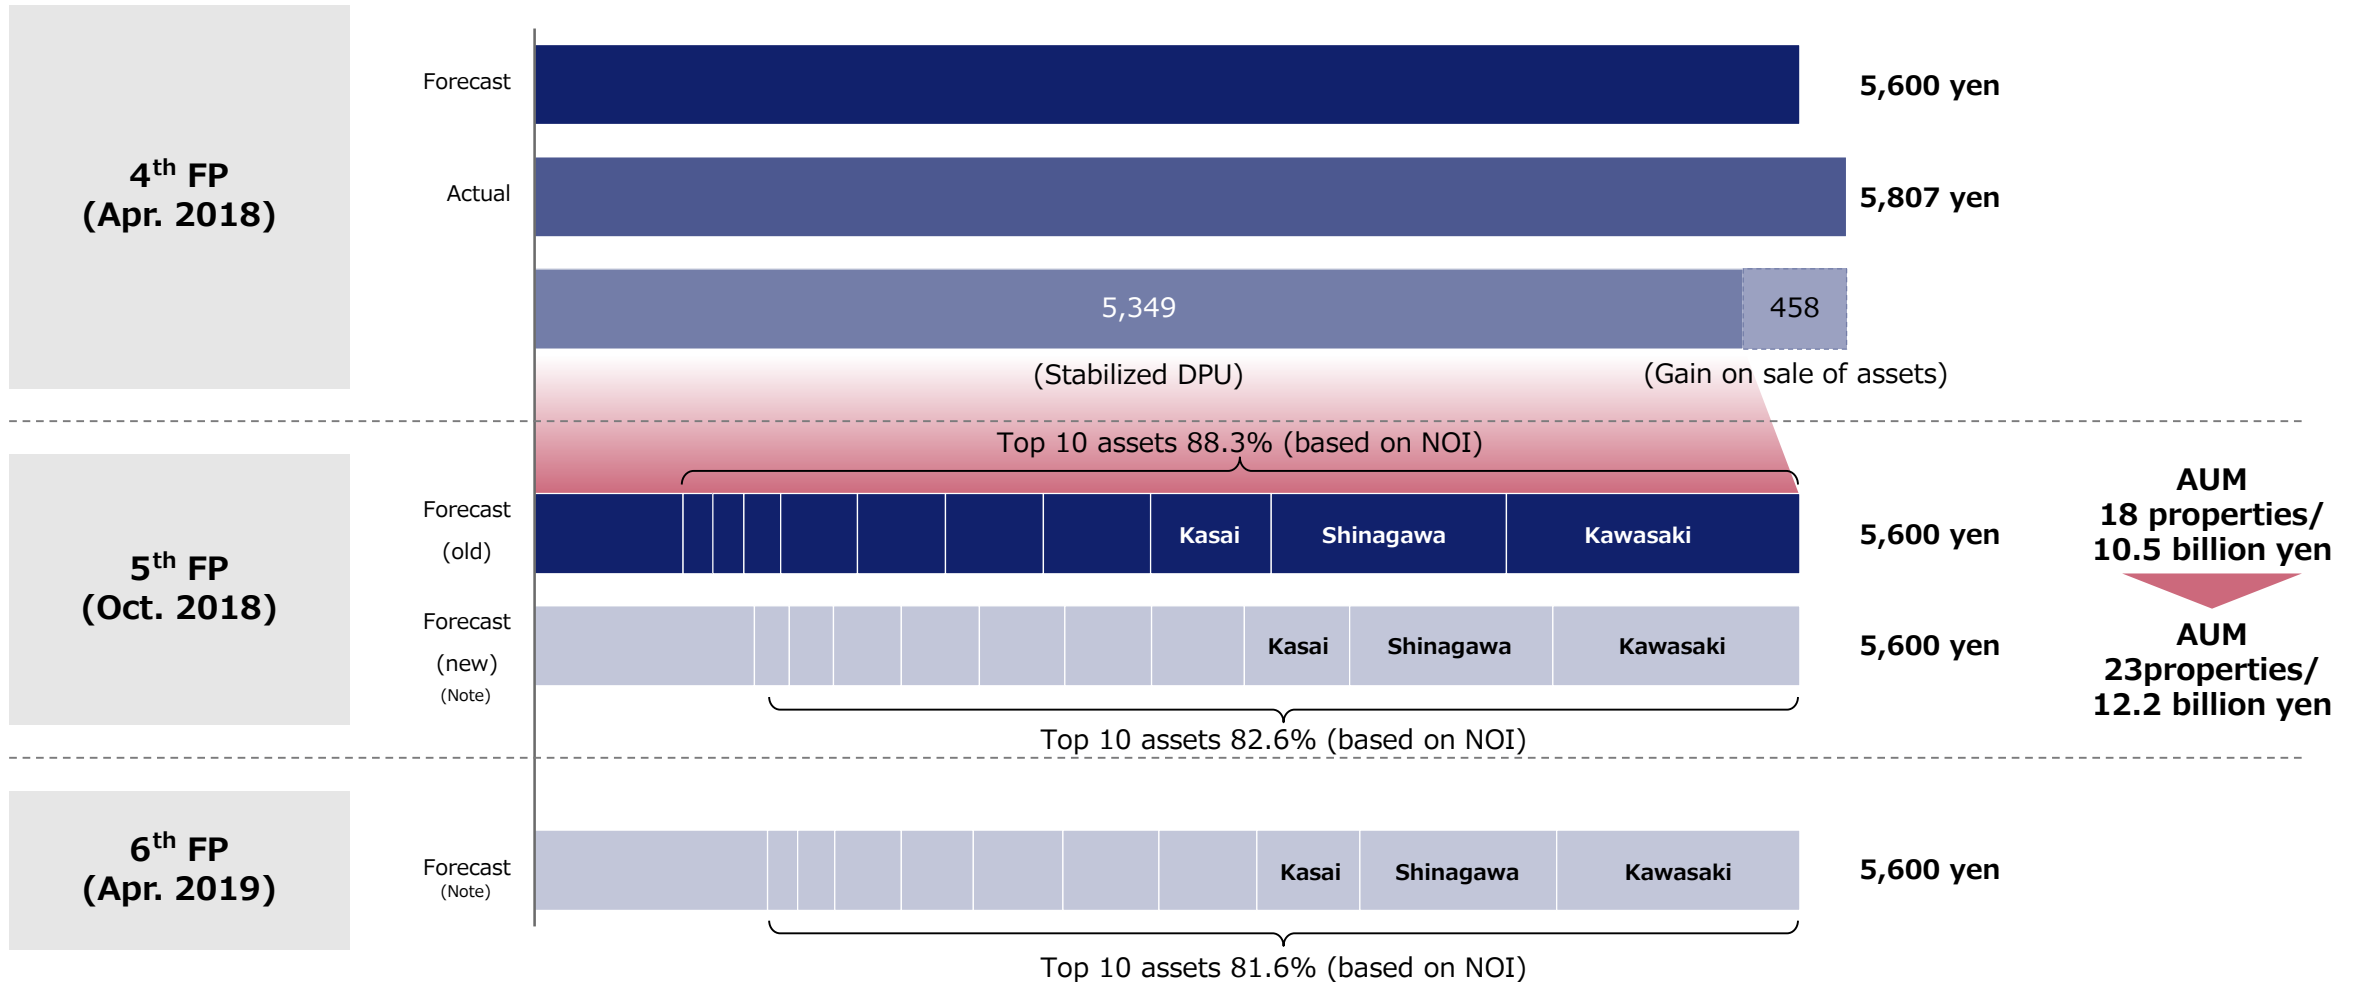 4th FP
(Apr. 2018)
Forecast
5,600 yen
Actual
5,807 yen
5,349
458
(Stabilized DPU)
(Gain on sale of assets)
5th FP
(Oct. 2018)
Top 10 assets 88.3% (based on NOI)
Forecast
(old)
Kasai
Shinagawa
Kawasaki
5,600 yen
AUM
18 properties/
10.5 billion yen
Forecast
(new)
(Note)
Kasai
Shinagawa
Kawasaki
5,600 yen
AUM
23properties/
12.2 billion yen
Top 10 assets 82.6% (based on NOI)
6th FP
(Apr. 2019)
Forecast
(Note)
Kasai
Shinagawa
Kawasaki
5,600 yen
Top 10 assets 81.6% (based on NOI)